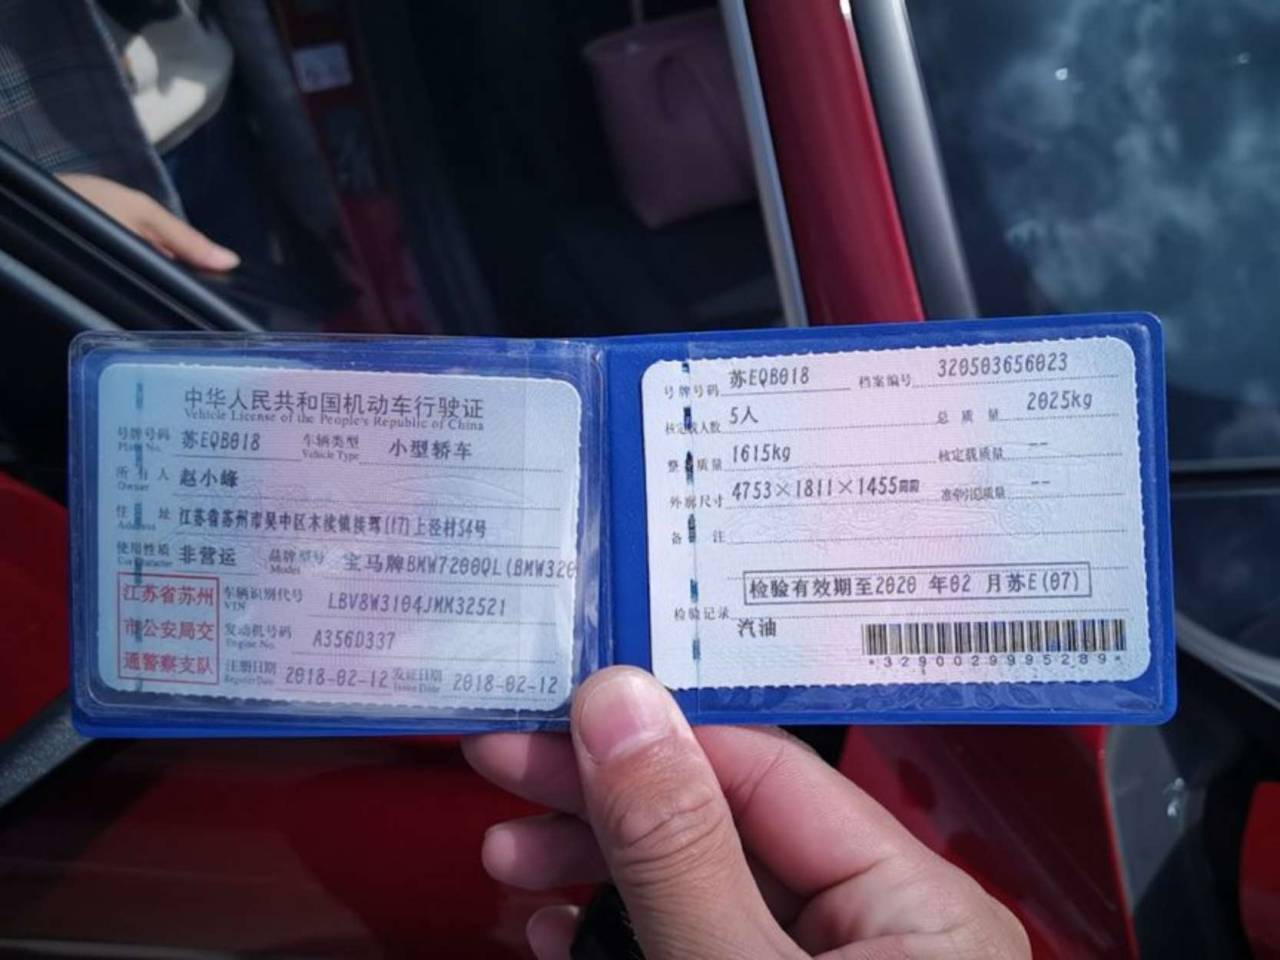 中华人民共和国机动车行驶证
Vehicle License of the People's Republic of China
号牌号码 苏EQB018 车辆类型 小型轿车
Plate No. Vehicle Type
所有人 赵小峰
Owner
住址 江苏省苏州市吴中区木渎镇 (17)上泾村54号
Address
使用性质 非营运 品牌型号 宝马牌BMW7200QL(BMW320
Use Character Model
江苏省苏州
市公安局交
通警察支队
车辆识别代号 LBV8W3104JMM32521
VIN
发动机号码 A356D337
Engine No.
注册日期 2018-02-12 发证日期 2018-02-12
Register Date Issue Date
号牌号码 苏EQB018 档案编号 320503656023
核定载人数 5人 总质量 2025kg
整备质量 1615kg 核定载质量 --
外廓尺寸 4753×1811×1455mm 准牵引总质量 --
备注
检验有效期至2020 年02 月苏E(07)
检验记录
汽油
*3290029995289*